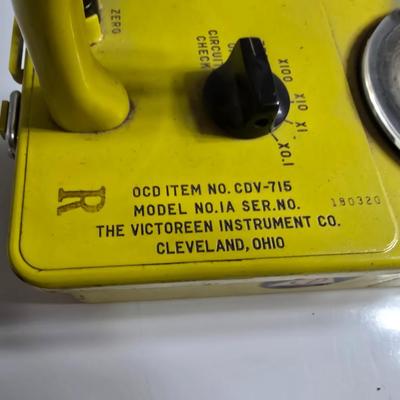 ZERO
CIRCUIT
CHECK
X100
X10
X1
X0.1
R
OCD ITEM NO. CDV-715
MODEL NO. 1A SER. NO. 180320
THE VICTOREEN INSTRUMENT CO.
CLEVELAND, OHIO